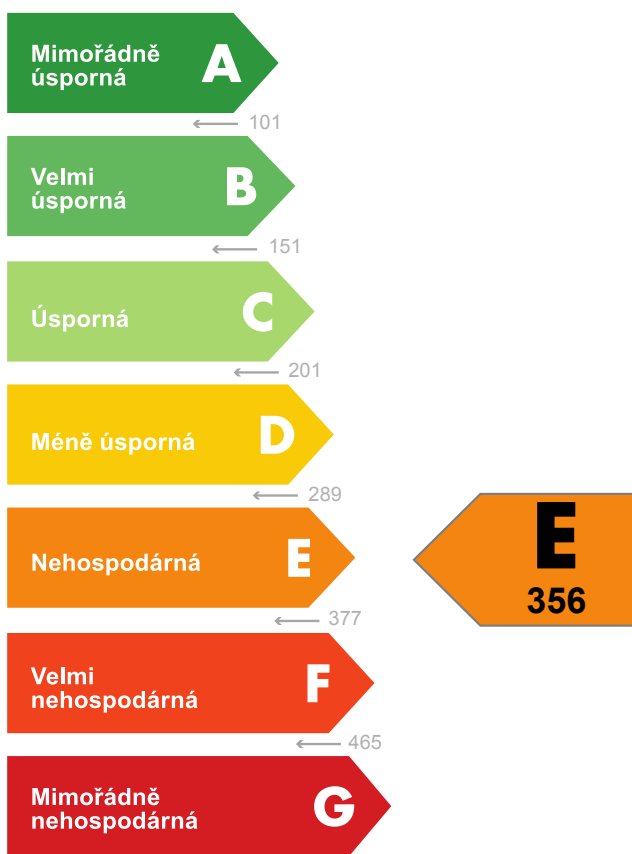 Mimořádně
úsporná
A
101
Velmi
úsporná
B
151
Úsporná
C
201
Méně úsporná
D
289
Nehospodárná
E
377
E
356
Velmi
nehospodárná
F
465
Mimořádně
nehospodárná
G